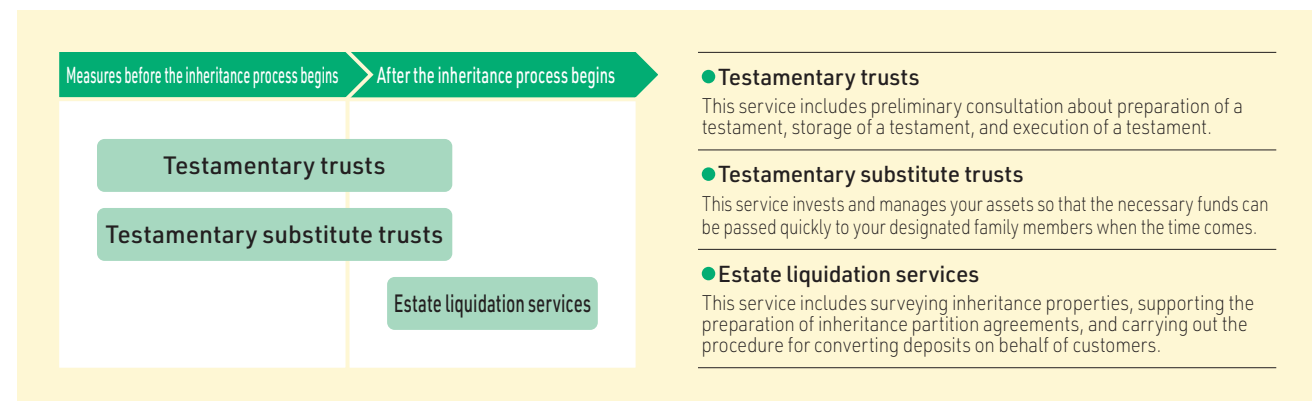 Measures before the inheritance process begins
After the inheritance process begins
Testamentary trusts
Testamentary substitute trusts
Estate liquidation services
●Testamentary trusts
This service includes preliminary consultation about preparation of a
testament, storage of a testament, and execution of a testament.
●Testamentary substitute trusts
This service invests and manages your assets so that the necessary funds can
be passed quickly to your designated family members when the time comes.
●Estate liquidation services
This service includes surveying inheritance properties, supporting the
preparation of inheritance partition agreements, and carrying out the
procedure for converting deposits on behalf of customers.